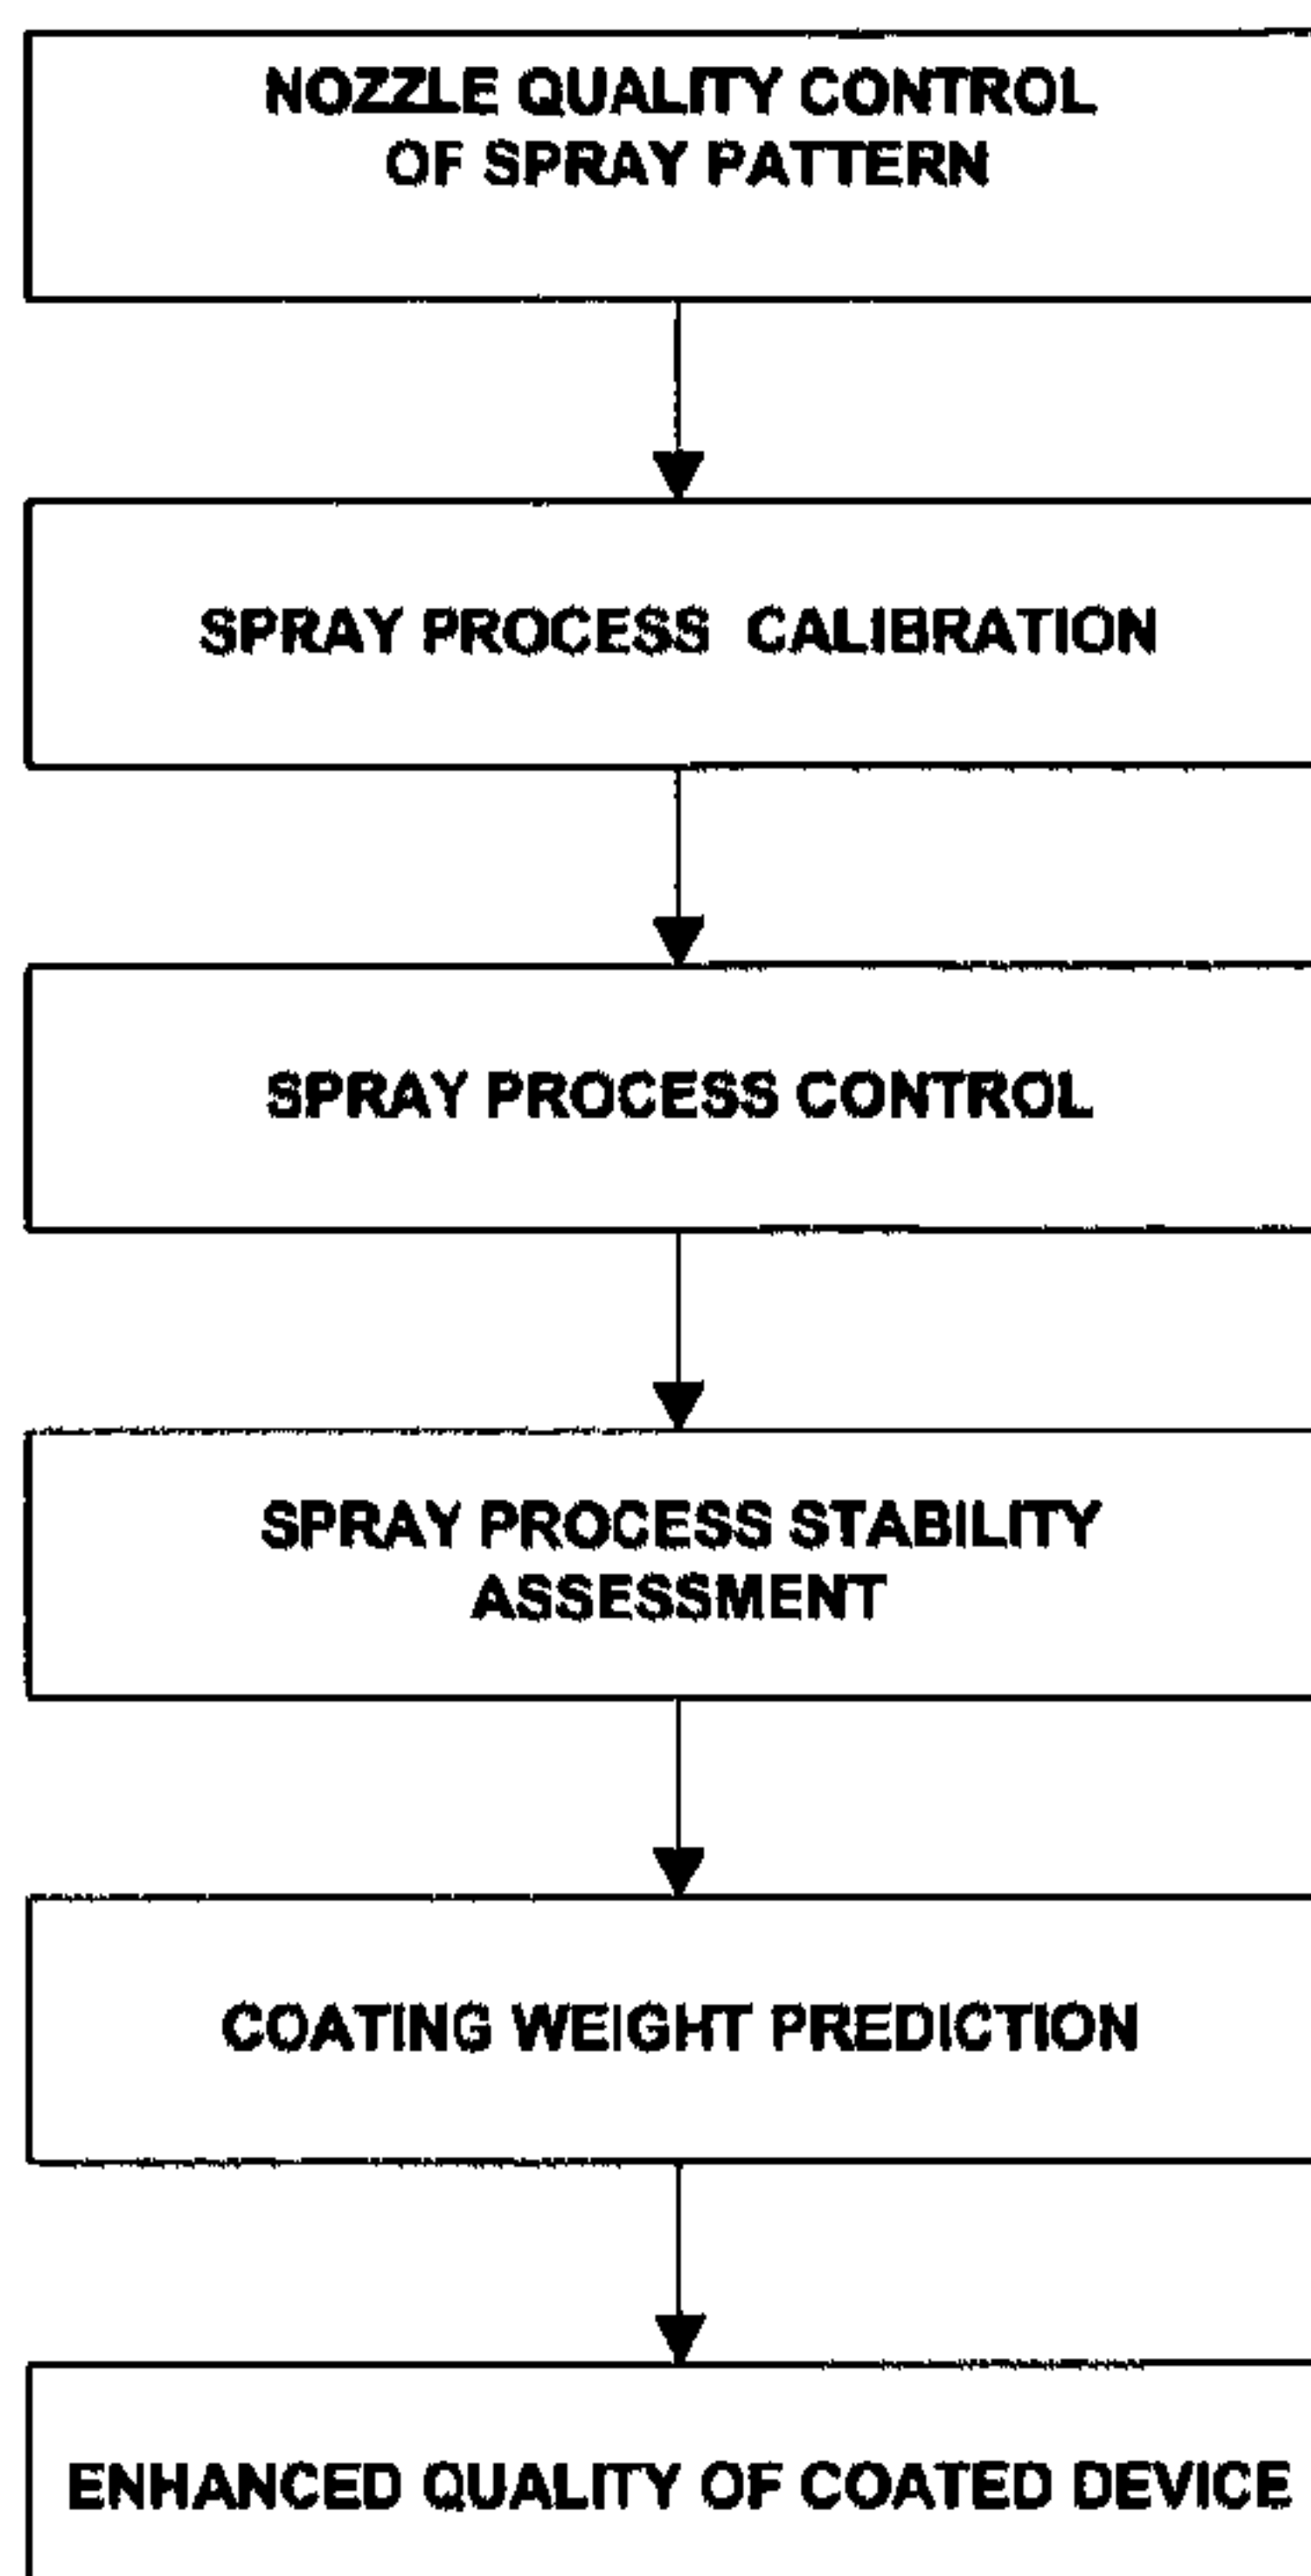 NOZZLE QUALITY CONTROL
OF SPRAY PATTERN
SPRAY PROCESS CALIBRATION
SPRAY PROCESS CONTROL
SPRAY PROCESS STABILITY
ASSESSMENT
COATING WEIGHT PREDICTION
ENHANCED QUALITY OF COATED DEVICE